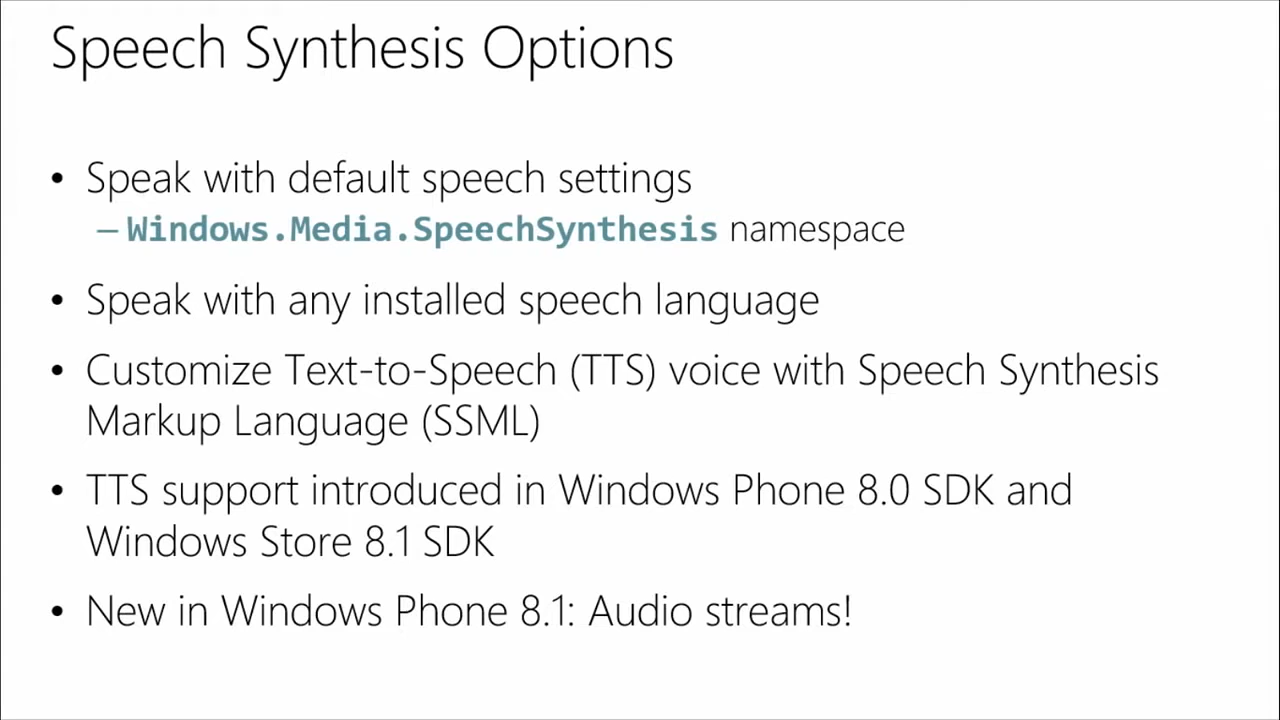 Speech Synthesis Options
• Speak with default speech settings
– Windows.Media.SpeechSynthesis namespace
• Speak with any installed speech language
• Customize Text-to-Speech (TTS) voice with Speech Synthesis
Markup Language (SSML)
• TTS support introduced in Windows Phone 8.0 SDK and
Windows Store 8.1 SDK
• New in Windows Phone 8.1: Audio streams!